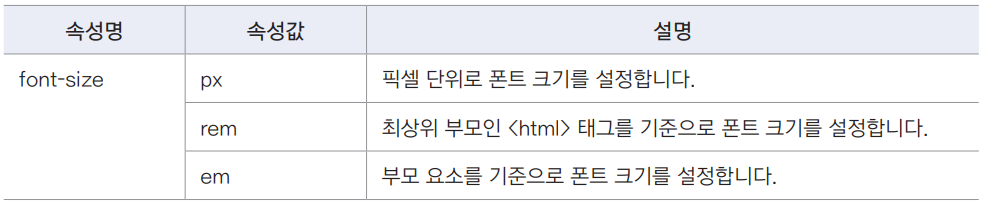 속성명 속성값 설명
font-size px 픽셀 단위로 폰트 크기를 설정합니다.
rem 최상위 부모인 <html> 태그를 기준으로 폰트 크기를 설정합니다.
em 부모 요소를 기준으로 폰트 크기를 설정합니다.